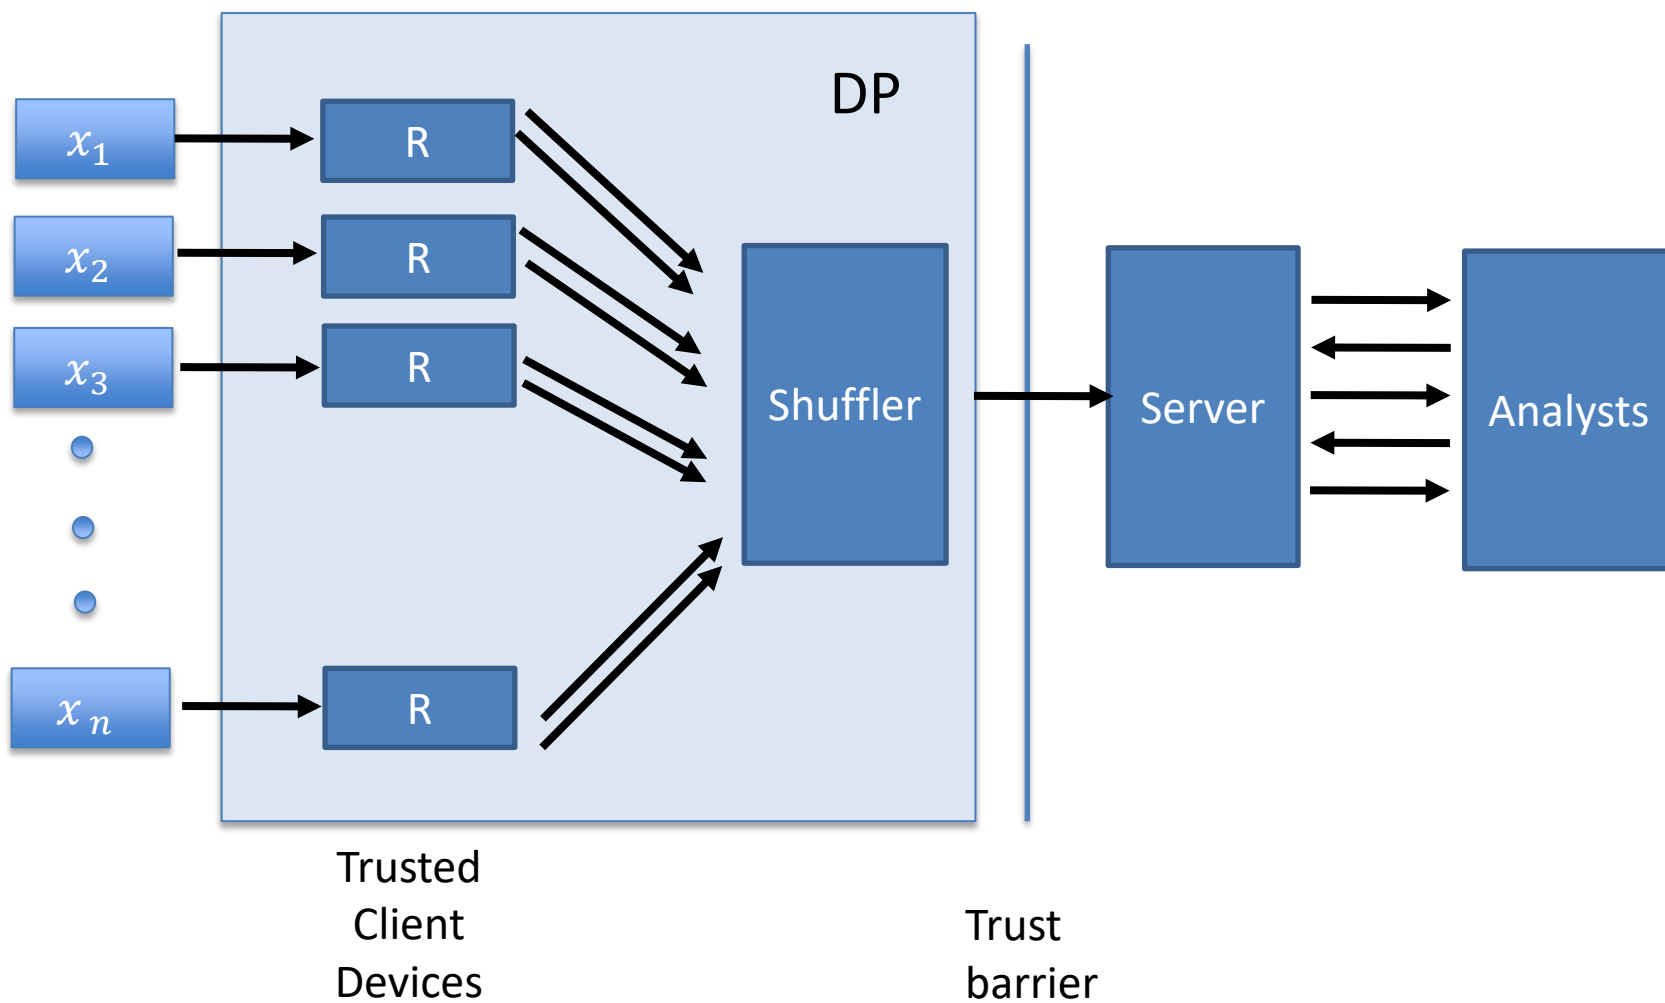 DP
x₁
R
x₂
R
x₃
R
Shuffler
Server
Analysts
xₙ
R
Trusted
Client
Devices
Trust
barrier